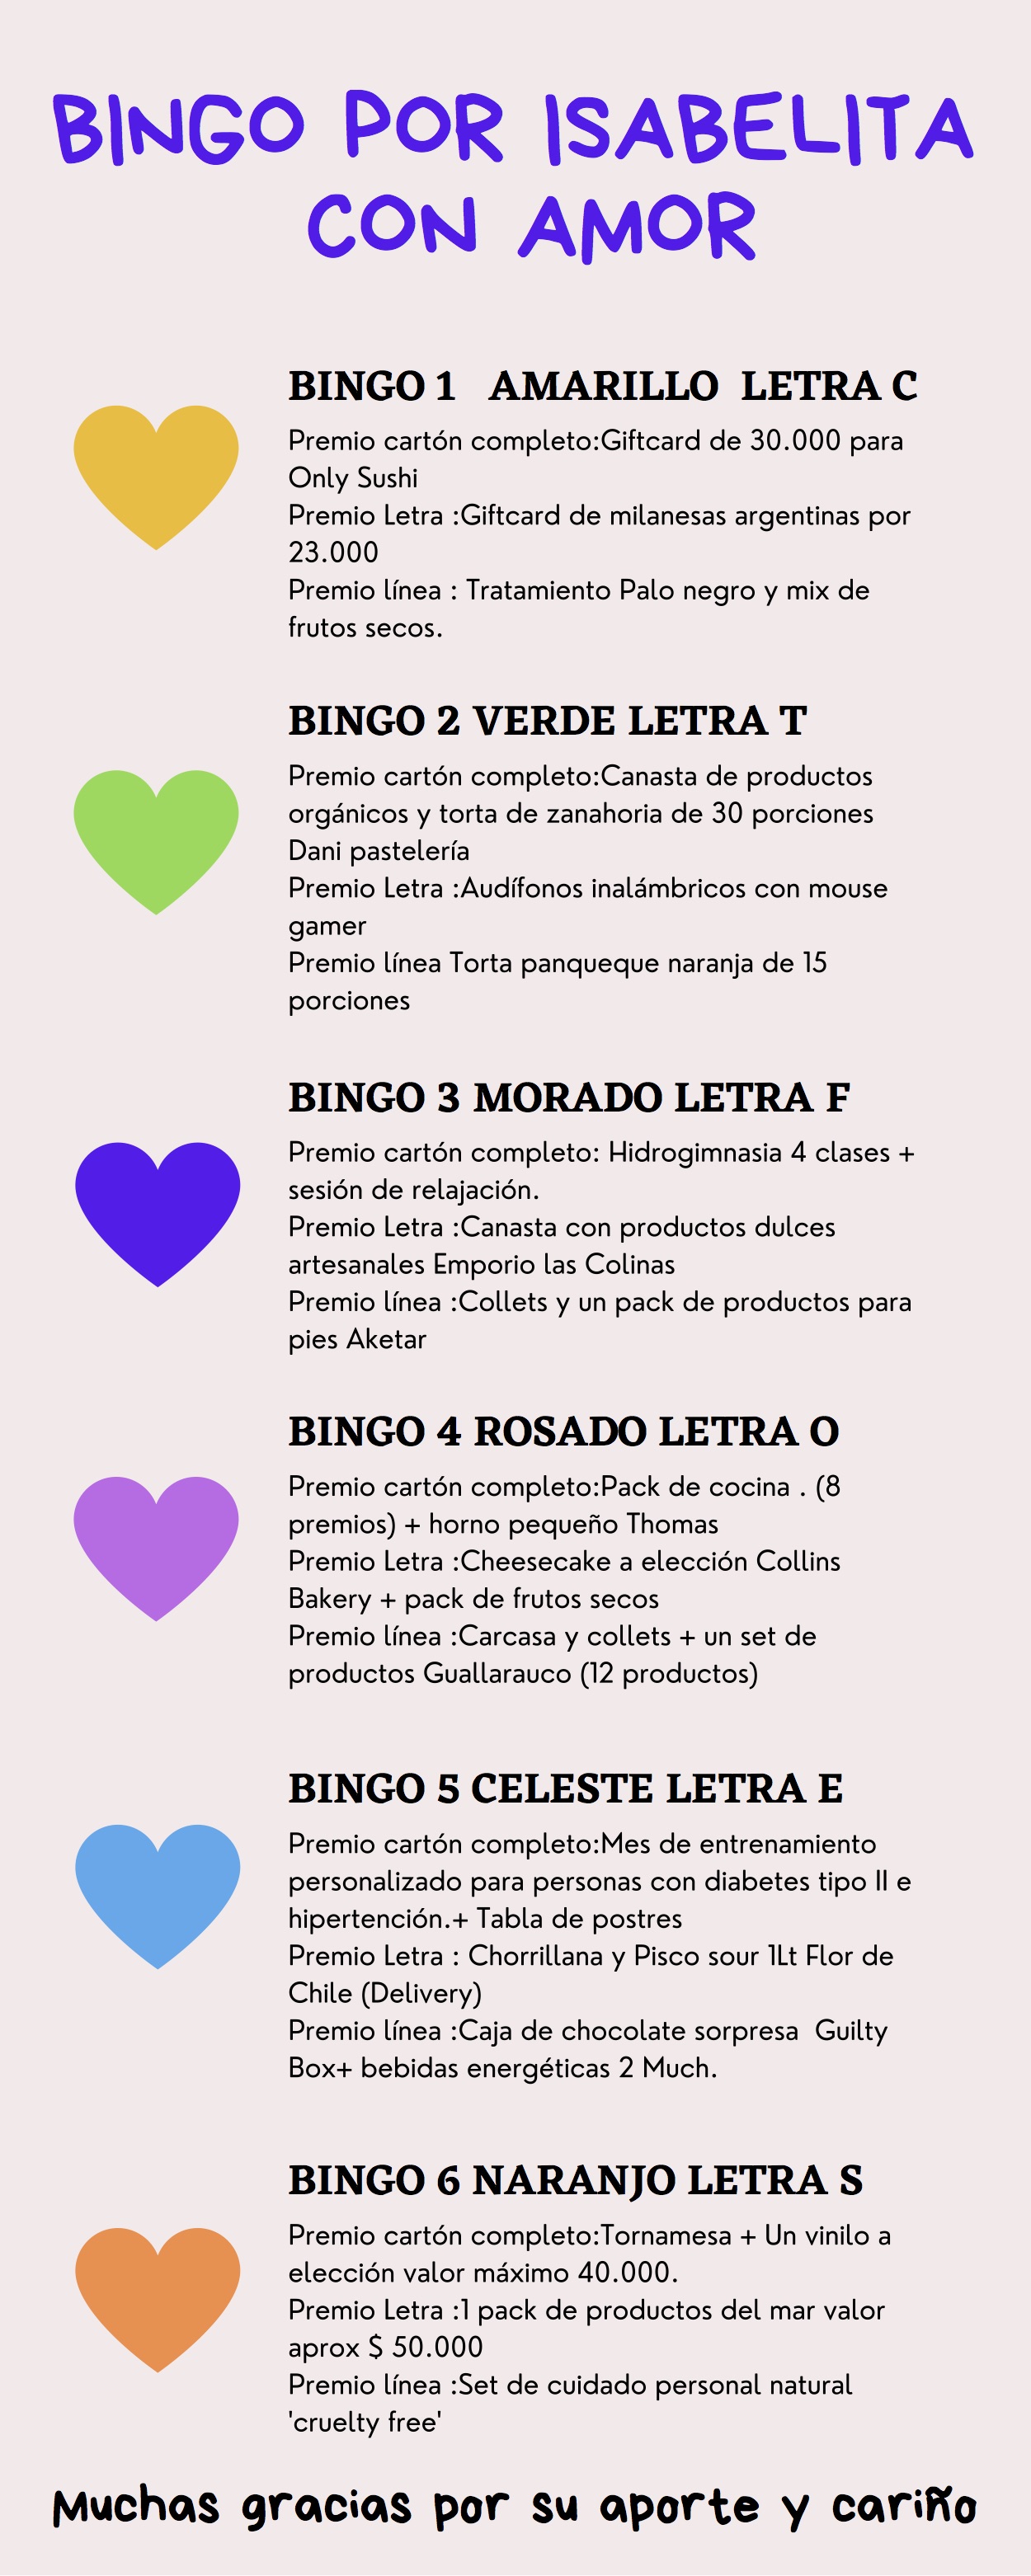 BINGO POR ISABELITA
CON AMOR
BINGO 1   AMARILLO  LETRA C
Premio cartón completo:Giftcard de 30.000 para
Only Sushi
Premio Letra :Giftcard de milanesas argentinas por
23.000
Premio línea : Tratamiento Palo negro y mix de
frutos secos.
BINGO 2 VERDE LETRA T
Premio cartón completo:Canasta de productos
orgánicos y torta de zanahoria de 30 porciones
Dani pastelería
Premio Letra :Audífonos inalámbricos con mouse
gamer
Premio línea Torta panqueque naranja de 15
porciones
BINGO 3 MORADO LETRA F
Premio cartón completo: Hidrogimnasia 4 clases +
sesión de relajación.
Premio Letra :Canasta con productos dulces
artesanales Emporio las Colinas
Premio línea :Collets y un pack de productos para
pies Aketar
BINGO 4 ROSADO LETRA O
Premio cartón completo:Pack de cocina . (8
premios) + horno pequeño Thomas
Premio Letra :Cheesecake a elección Collins
Bakery + pack de frutos secos
Premio línea :Carcasa y collets + un set de
productos Guallarauco (12 productos)
BINGO 5 CELESTE LETRA E
Premio cartón completo:Mes de entrenamiento
personalizado para personas con diabetes tipo II e
hipertención.+ Tabla de postres
Premio Letra : Chorrillana y Pisco sour 1Lt Flor de
Chile (Delivery)
Premio línea :Caja de chocolate sorpresa  Guilty
Box+ bebidas energéticas 2 Much.
BINGO 6 NARANJO LETRA S
Premio cartón completo:Tornamesa + Un vinilo a
elección valor máximo 40.000.
Premio Letra :1 pack de productos del mar valor
aprox $ 50.000
Premio línea :Set de cuidado personal natural
'cruelty free'
Muchas gracias por su aporte y cariño